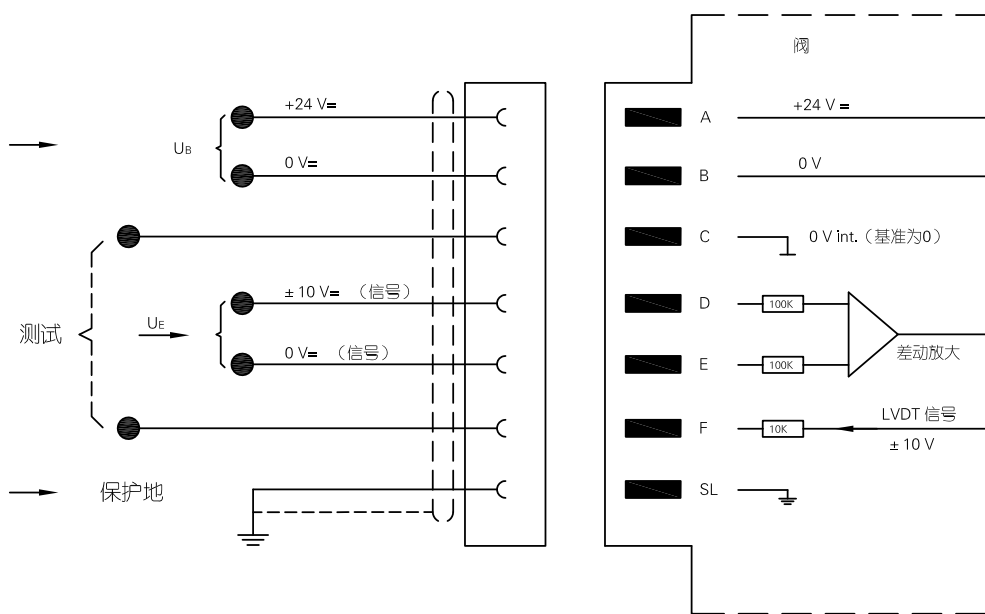 阀
+24 V=
A
+24 V =
UB
0 V=
B
0 V
C
0 V int.（基准为0）
± 10 V= （信号）
D
100K
测试
UE
0 V= （信号）
E
100K
差动放大
F
10K
LVDT 信号
± 10 V
保护地
SL